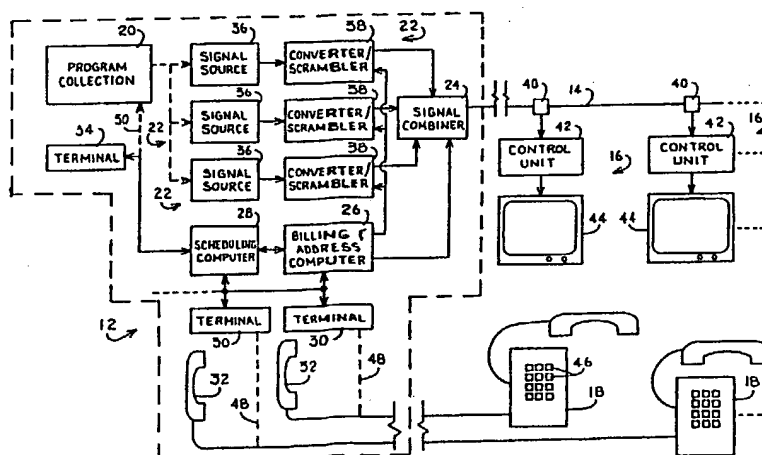 20
PROGRAM
COLLECTION
36
SIGNAL
SOURCE
58
CONVERTER/
SCRAMBLER
22
24
SIGNAL
COMBINER
40
14
40
16
50
22
36
SIGNAL
SOURCE
58
CONVERTER/
SCRAMBLER
54
TERMINAL
42
CONTROL
UNIT
16
42
CONTROL
UNIT
22
36
SIGNAL
SOURCE
38
CONVERTER/
SCRAMBLER
28
SCHEDULING
COMPUTER
26
BILLING &
ADDRESS
COMPUTER
44
44
12
TERMINAL
30
TERMINAL
30
32
48
32
48
46
18
18